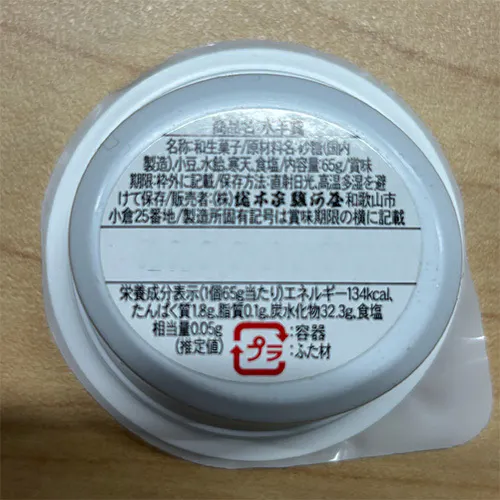 商品名:水羊羹
名称:和生菓子/原材料名:砂糖(国内
製造)、小豆、水飴、寒天、食塩/内容量:65g/賞味
期限:枠外に記載/保存方法:直射日光、高温多湿を避
けて保存/販売者:(株)総本家駿河屋 和歌山市
小倉25番地/製造所固有記号は賞味期限の横に記載
栄養成分表示(1個65g当たり)エネルギー134kcal、
たんぱく質1.8g、脂質0.1g、炭水化物32.3g、食塩
相当量0.05g
(推定値)
プラ
:容器
:ふた材